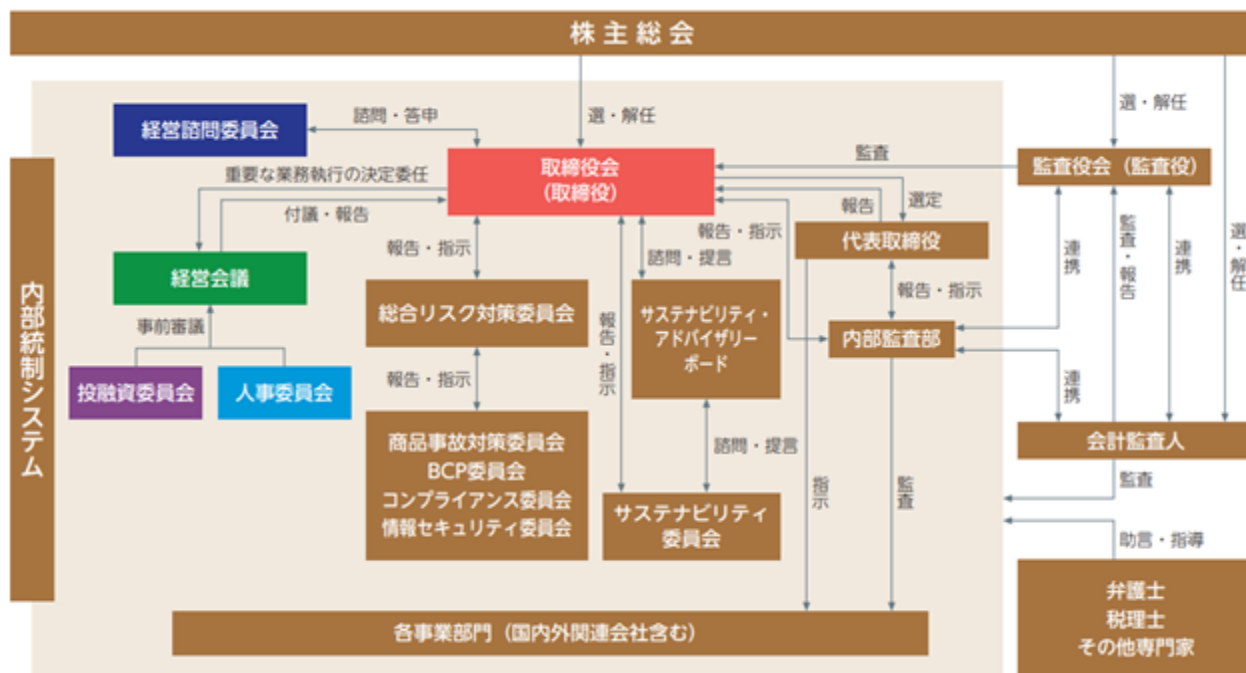 株主総会
選・解任
選・解任
選・解任
諮問・答申
経営諮問委員会
取締役会
（取締役）
監査
監査役会（監査役）
重要な業務執行の決定委任
付議・報告
選定
報告
代表取締役
報告・指示
報告・指示
諮問・提言
報告・指示
連携
監査・報告
連携
経営会議
事前審議
投融資委員会
人事委員会
総合リスク対策委員会
サステナビリティ・
アドバイザリー
ボード
報告・指示
内部監査部
連携
報告・指示
商品事故対策委員会
BCP委員会
コンプライアンス委員会
情報セキュリティ委員会
諮問・提言
サステナビリティ
委員会
指示
監査
会計監査人
監査
助言・指導
弁護士
税理士
その他専門家
各事業部門（国内外関連会社含む）
内部統制システム